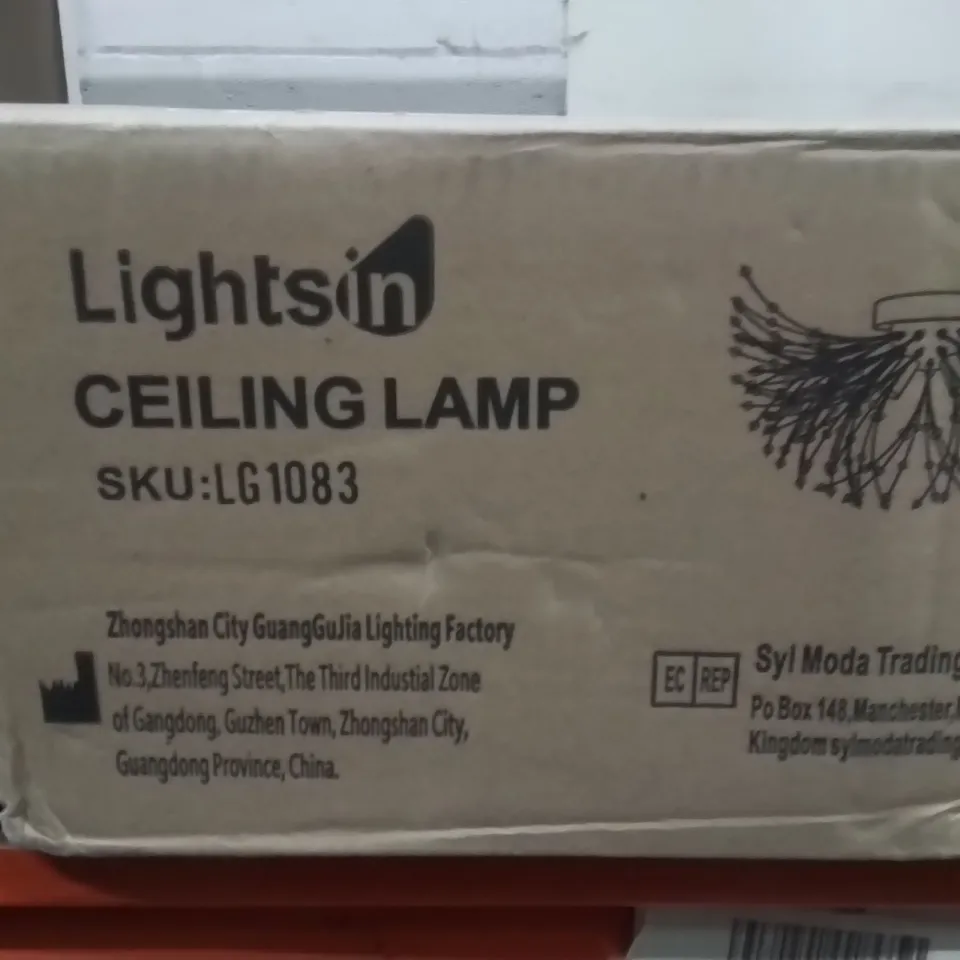 Lightsin
CEILING LAMP
SKU:LG1083
Zhongshan City GuangGuJia Lighting Factory
No.3,Zhenfeng Street,The Third Industial Zone
of Gangdong, Guzhen Town, Zhongshan City,
Guangdong Province, China.
EC REP
Syl Moda Trading
Po Box 148,Manchester,
Kingdom sylmodatrading